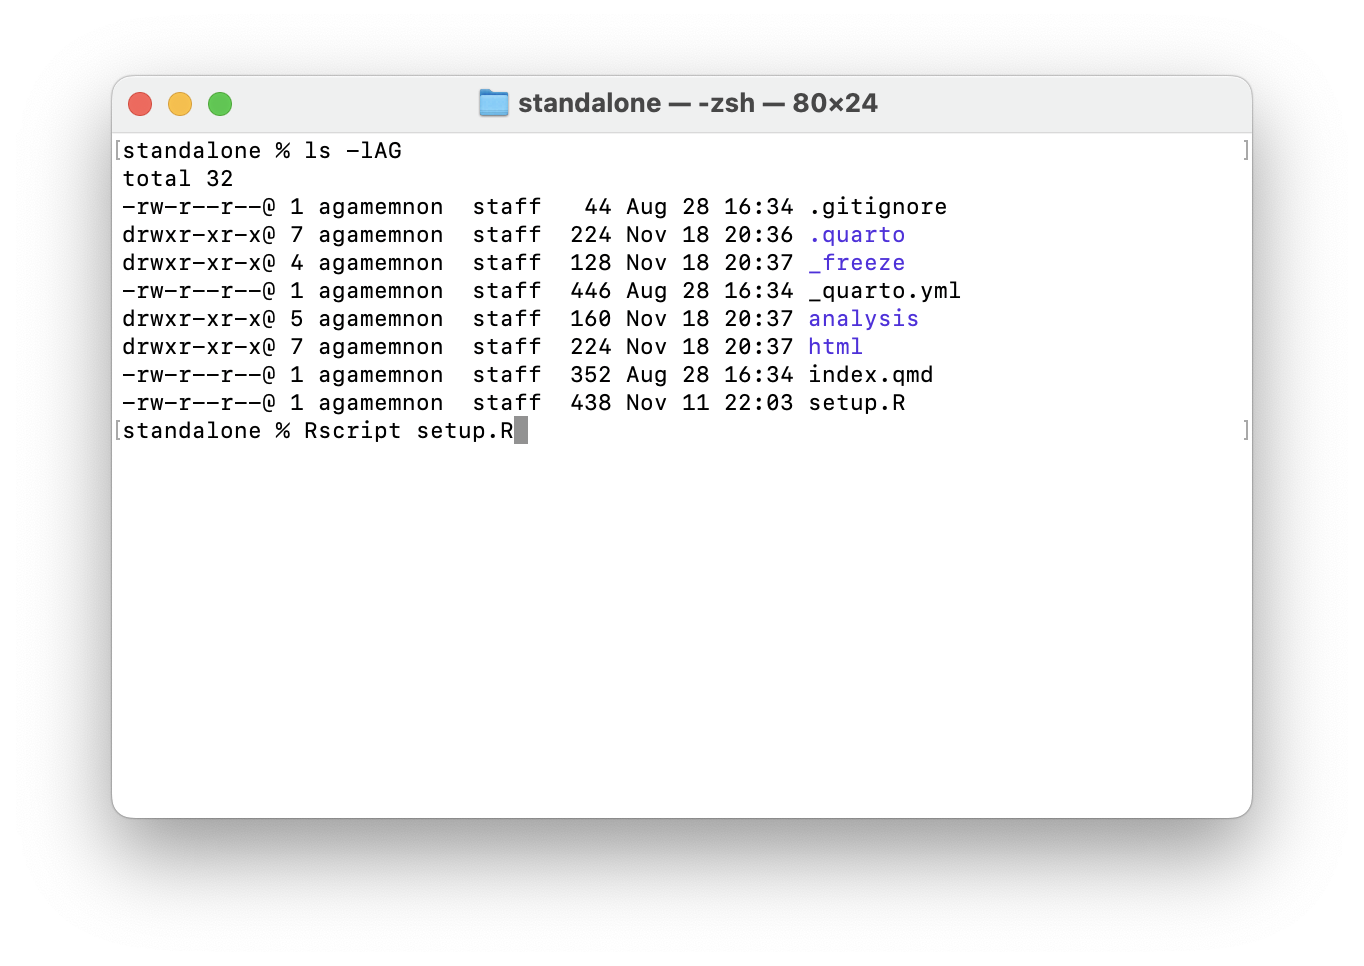 standalone — -zsh — 80×24
[standalone % ls -lAG ]
total 32
-rw-r--r--@ 1 agamemnon  staff   44 Aug 28 16:34 .gitignore
drwxr-xr-x@ 7 agamemnon  staff  224 Nov 18 20:36 .quarto
drwxr-xr-x@ 4 agamemnon  staff  128 Nov 18 20:37 _freeze
-rw-r--r--@ 1 agamemnon  staff  446 Aug 28 16:34 _quarto.yml
drwxr-xr-x@ 5 agamemnon  staff  160 Nov 18 20:37 analysis
drwxr-xr-x@ 7 agamemnon  staff  224 Nov 18 20:37 html
-rw-r--r--@ 1 agamemnon  staff  352 Aug 28 16:34 index.qmd
-rw-r--r--@ 1 agamemnon  staff  438 Nov 11 22:03 setup.R
[standalone % Rscript setup.R ]